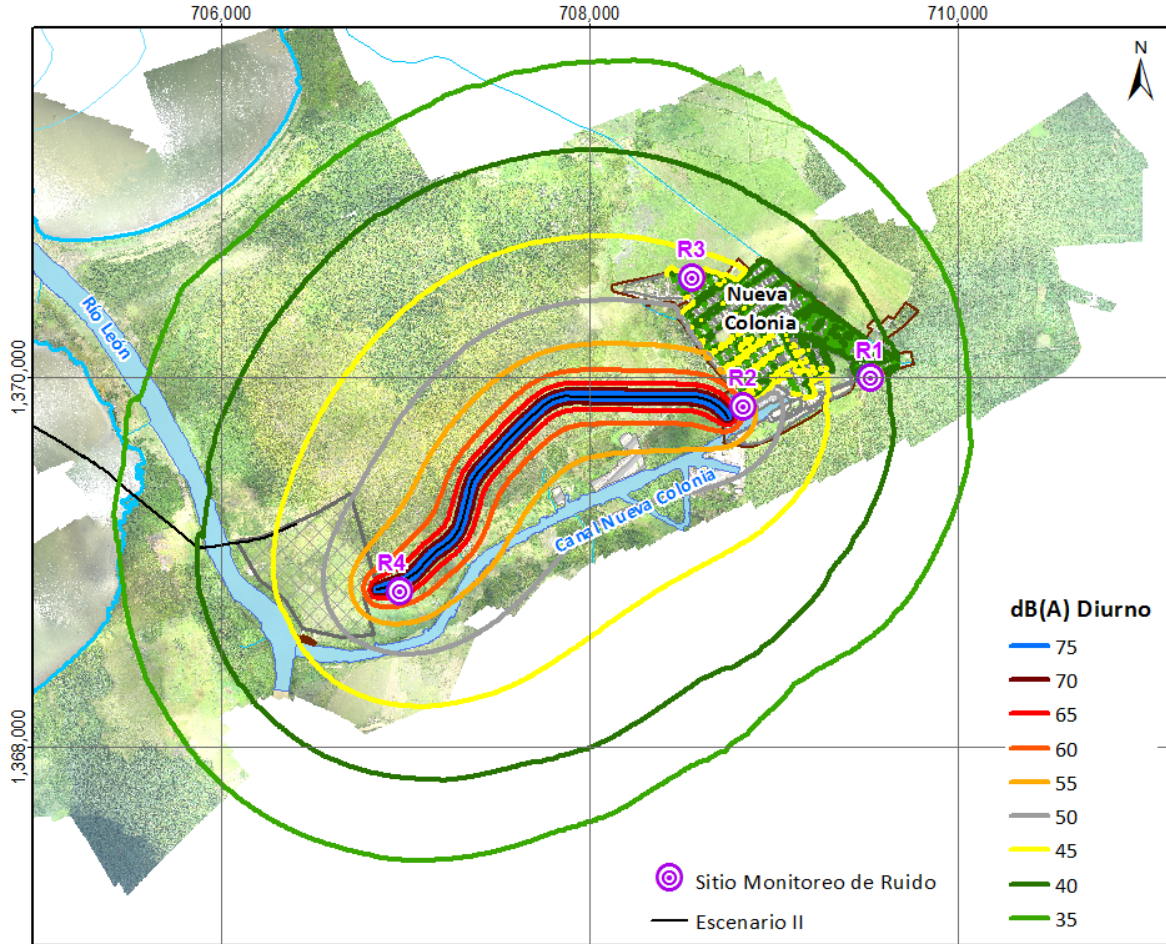 706,000
708,000
710,000
N
1,370,000
1,368,000
Río León
R3
Nueva
Colonia
R1
R2
Canal Nueva Colonia
R4
dB(A) Diurno
75
70
65
60
55
50
45
40
35
Sitio Monitoreo de Ruido
Escenario II